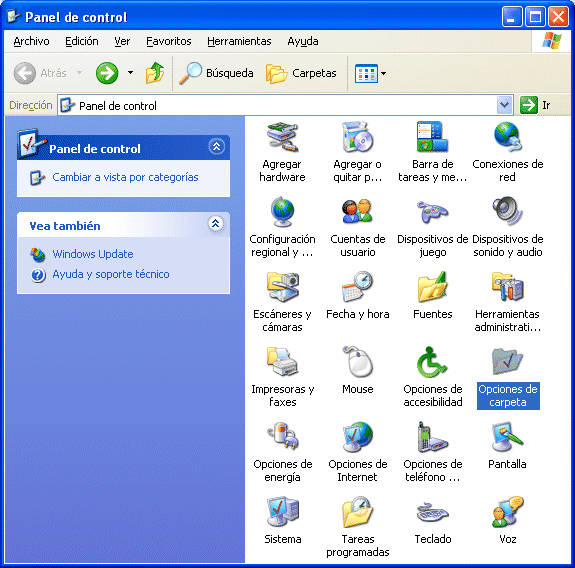 Panel de control
Archivo Edición Ver Favoritos Herramientas Ayuda
Atrás Búsqueda Carpetas
Dirección Panel de control Ir
Panel de control
Cambiar a vista por categorías
Vea también
Windows Update
Ayuda y soporte técnico
Agregar hardware
Agregar o quitar p...
Barra de tareas y me...
Conexiones de red
Configuración regional y ...
Cuentas de usuario
Dispositivos de juego
Dispositivos de sonido y audio
Escáneres y cámaras
Fecha y hora
Fuentes
Herramientas administrati...
Impresoras y faxes
Mouse
Opciones de accesibilidad
Opciones de carpeta
Opciones de energía
Opciones de Internet
Opciones de teléfono ...
Pantalla
Sistema
Tareas programadas
Teclado
Voz